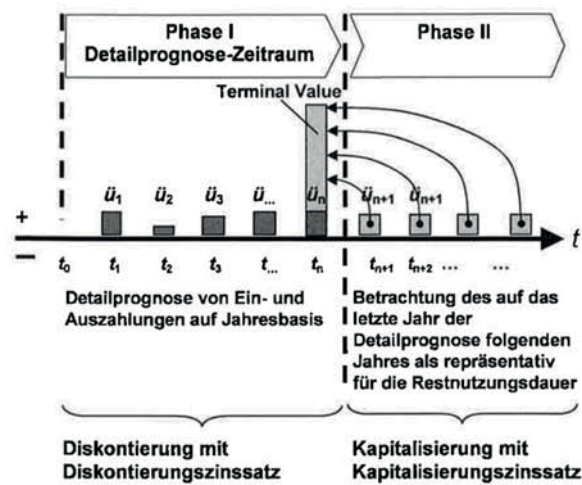 Phase I
Detailprognose-Zeitraum
Phase II
Terminal Value
ü1 ü2 ü3 ü... ün ün+1 ün+1
+
t
−
t0 t1 t2 t3 t... tn tn+1 tn+2 ... ...
Detailprognose von Ein- und
Auszahlungen auf Jahresbasis
Betrachtung des auf das
letzte Jahr der
Detailprognose folgenden
Jahres als repräsentativ
für die Restnutzungsdauer
Diskontierung mit
Diskontierungszinssatz
Kapitalisierung mit
Kapitalisierungszinssatz